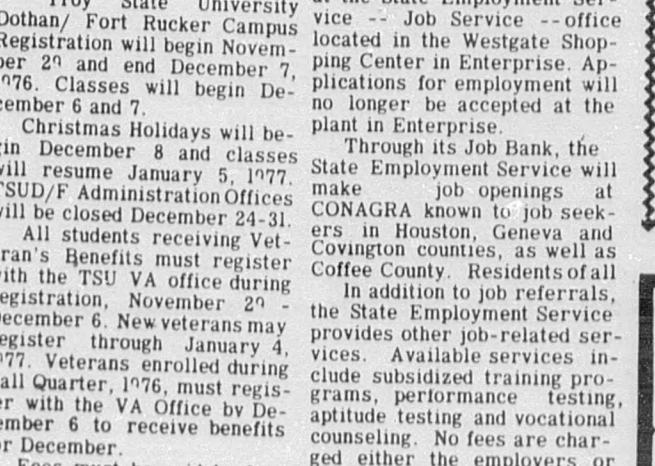 Troy State University
Dothan/ Fort Rucker Campus
Registration will begin Novem-
ber 29 and end December 7,
1976. Classes will begin De-
cember 6 and 7.
Christmas Holidays will be-
gin December 8 and classes
will resume January 5, 1977.
TSUD/F Administration Offices
will be closed December 24-31.
All students receiving Vet-
eran's Benefits must register
with the TSU VA office during
registration, November 29 -
December 6. New veterans may
register through January 4,
1977. Veterans enrolled during
Fall Quarter, 1976, must regis-
ter with the VA Office by De-
cember 6 to receive benefits
for December.
Fees must be
at the State Employment Ser-
vice -- Job Service -- office
located in the Westgate Shop-
ping Center in Enterprise. Ap-
plications for employment will
no longer be accepted at the
plant in Enterprise.
Through its Job Bank, the
State Employment Service will
make job openings at
CONAGRA known to job seek-
ers in Houston, Geneva and
Covington counties, as well as
Coffee County. Residents of all
In addition to job referrals,
the State Employment Service
provides other job-related ser-
vices. Available services in-
clude subsidized training pro-
grams, performance testing,
aptitude testing and vocational
counseling. No fees are char-
ged either the employers or